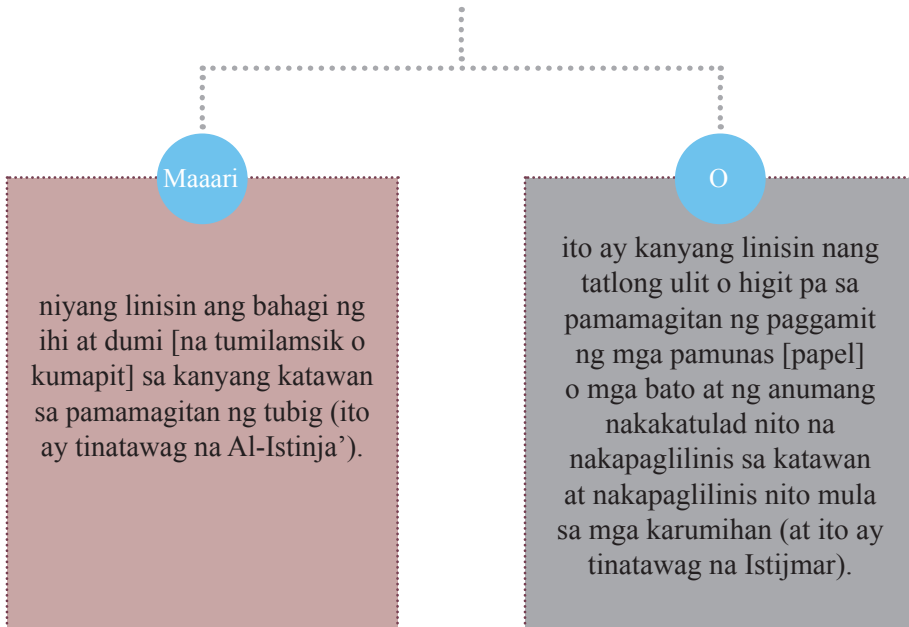 Maaari
niyang linisin ang bahagi ng
ihi at dumi [na tumilamsik o
kumapit] sa kanyang katawan
sa pamamagitan ng tubig (ito
ay tinatawag na Al-Istinja’).
O
ito ay kanyang linisin nang
tatlong ulit o higit pa sa
pamamagitan ng paggamit
ng mga pamunas [papel]
o mga bato at ng anumang
nakakatulad nito na
nakapaglilinis sa katawan
at nakapaglilinis nito mula
sa mga karumihan (at ito ay
tinatawag na Istijmar).